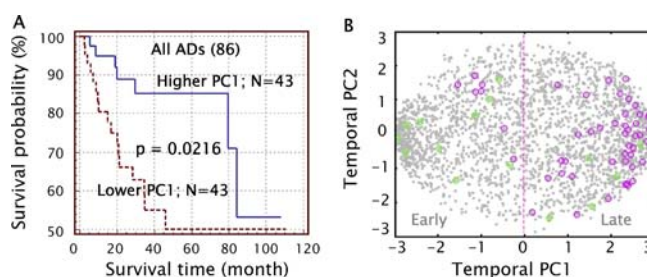 A
Survival probability (%)
100
90
80
70
60
50
All ADs (86)
Higher PC1; N=43
p = 0.0216
Lower PC1; N=43
0 20 40 60 80 100 120
Survival time (month)
B
Temporal PC2
3
2
1
0
-1
-2
-3
Early
Late
-3 -2 -1 0 1 2 3
Temporal PC1